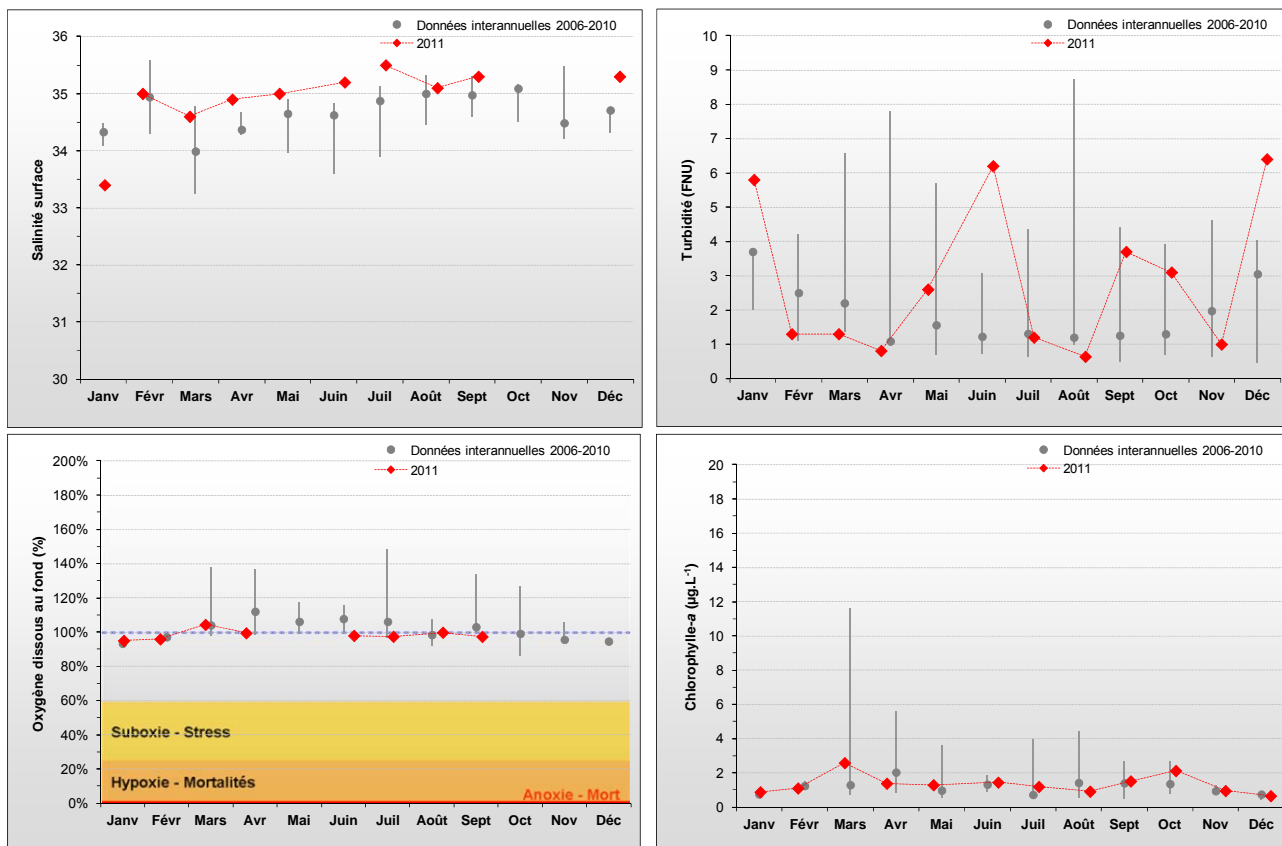 Données interannuelles 2006-2010
2011
Salinité surface
36
35
34
33
32
31
30
Janv Févr Mars Avr Mai Juin Juil Août Sept Oct Nov Déc
Données interannuelles 2006-2010
2011
Turbidité (FNU)
10
9
8
7
6
5
4
3
2
1
0
Janv Févr Mars Avr Mai Juin Juil Août Sept Oct Nov Déc
Données interannuelles 2006-2010
2011
Oxygène dissous au fond (%)
200%
180%
160%
140%
120%
100%
80%
60%
40%
20%
0%
Suboxie - Stress
Hypoxie - Mortalités
Anoxie - Mort
Janv Févr Mars Avr Mai Juin Juil Août Sept Oct Nov Déc
Données interannuelles 2006-2010
2011
Chlorophylle-a (µg.L⁻¹)
20
18
16
14
12
10
8
6
4
2
0
Janv Févr Mars Avr Mai Juin Juil Août Sept Oct Nov Déc